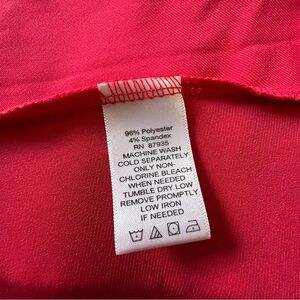 96% Polyester
4% Spandex
RN 87935
MACHINE WASH
COLD SEPARATELY
ONLY NON-
CHLORINE BLEACH
WHEN NEEDED
TUMBLE DRY LOW
REMOVE PROMPTLY
LOW IRON
IF NEEDED